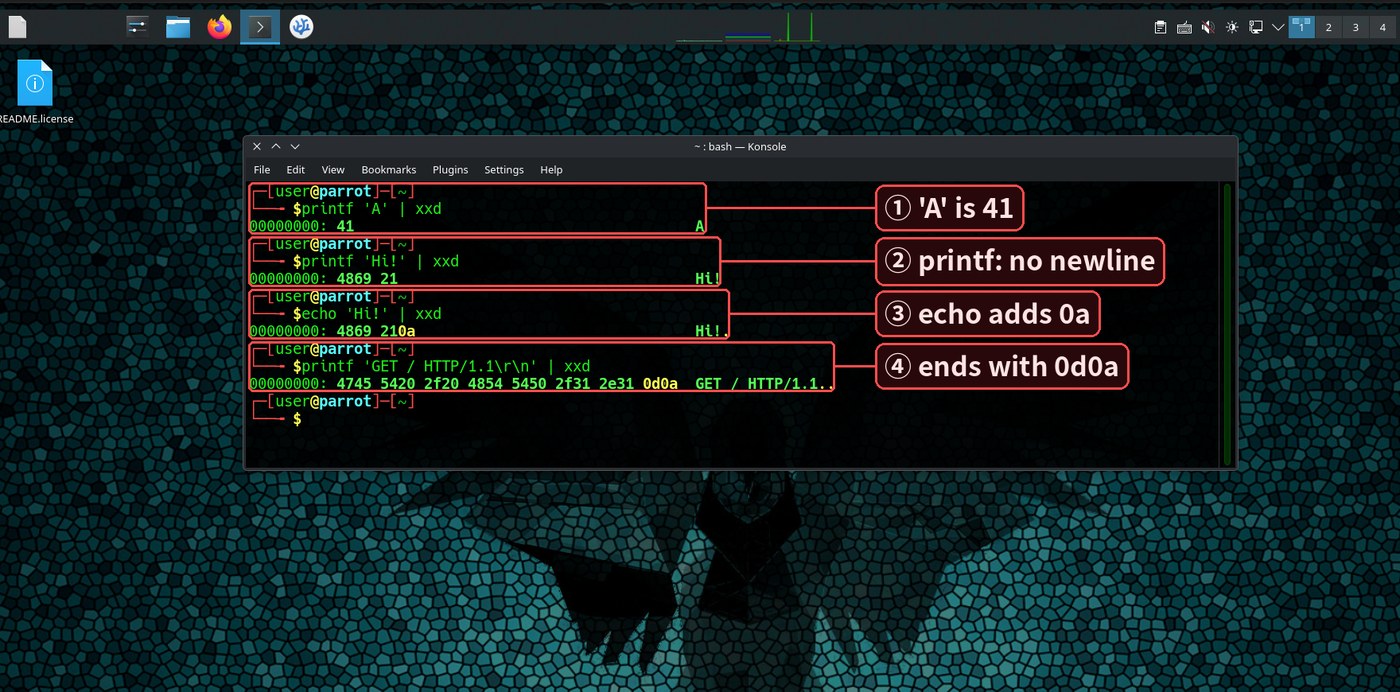 1
2
3
4
README.license
~ : bash — Konsole
File Edit View Bookmarks Plugins Settings Help
┌─[user@parrot]─[~]
└──╼ $printf 'A' | xxd
00000000: 41 A
① 'A' is 41
┌─[user@parrot]─[~]
└──╼ $printf 'Hi!' | xxd
00000000: 4869 21 Hi!
② printf: no newline
┌─[user@parrot]─[~]
└──╼ $echo 'Hi!' | xxd
00000000: 4869 210a Hi!.
③ echo adds 0a
┌─[user@parrot]─[~]
└──╼ $printf 'GET / HTTP/1.1\r\n' | xxd
00000000: 4745 5420 2f20 4854 5450 2f31 2e31 0d0a GET / HTTP/1.1..
④ ends with 0d0a
┌─[user@parrot]─[~]
└──╼ $